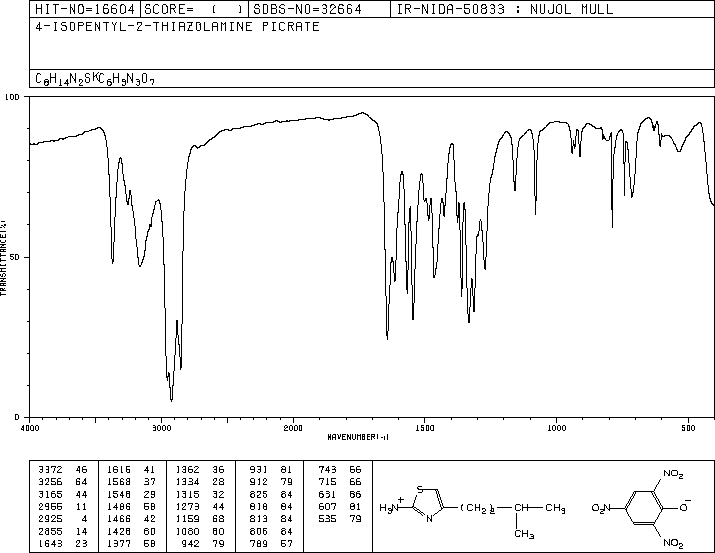 HIT-NO=16604 SCORE= ( ) SDBS-NO=32664 IR-NIDA-50833 : NUJOL MULL
4-ISOPENTYL-2-THIAZOLAMINE PICRATE
100
50
0
TRANSMITTANCE(%)
4000 3000 2000 1500 1000 500
WAVENUMBER(-1)
3372 46 1616 41 1362 36 931 81 743 66
3256 64 1568 37 1334 28 912 79 715 66
3165 44 1548 29 1315 32 825 84 631 86
2955 11 1486 58 1273 44 818 84 607 81
2925 4 1466 42 1159 68 813 84 535 79
2855 14 1428 60 1080 60 806 84
1643 23 1377 58 942 79 789 57
S
H3N + N (CH2)2 CH CH3
CH3
NO2
O2N O −
NO2